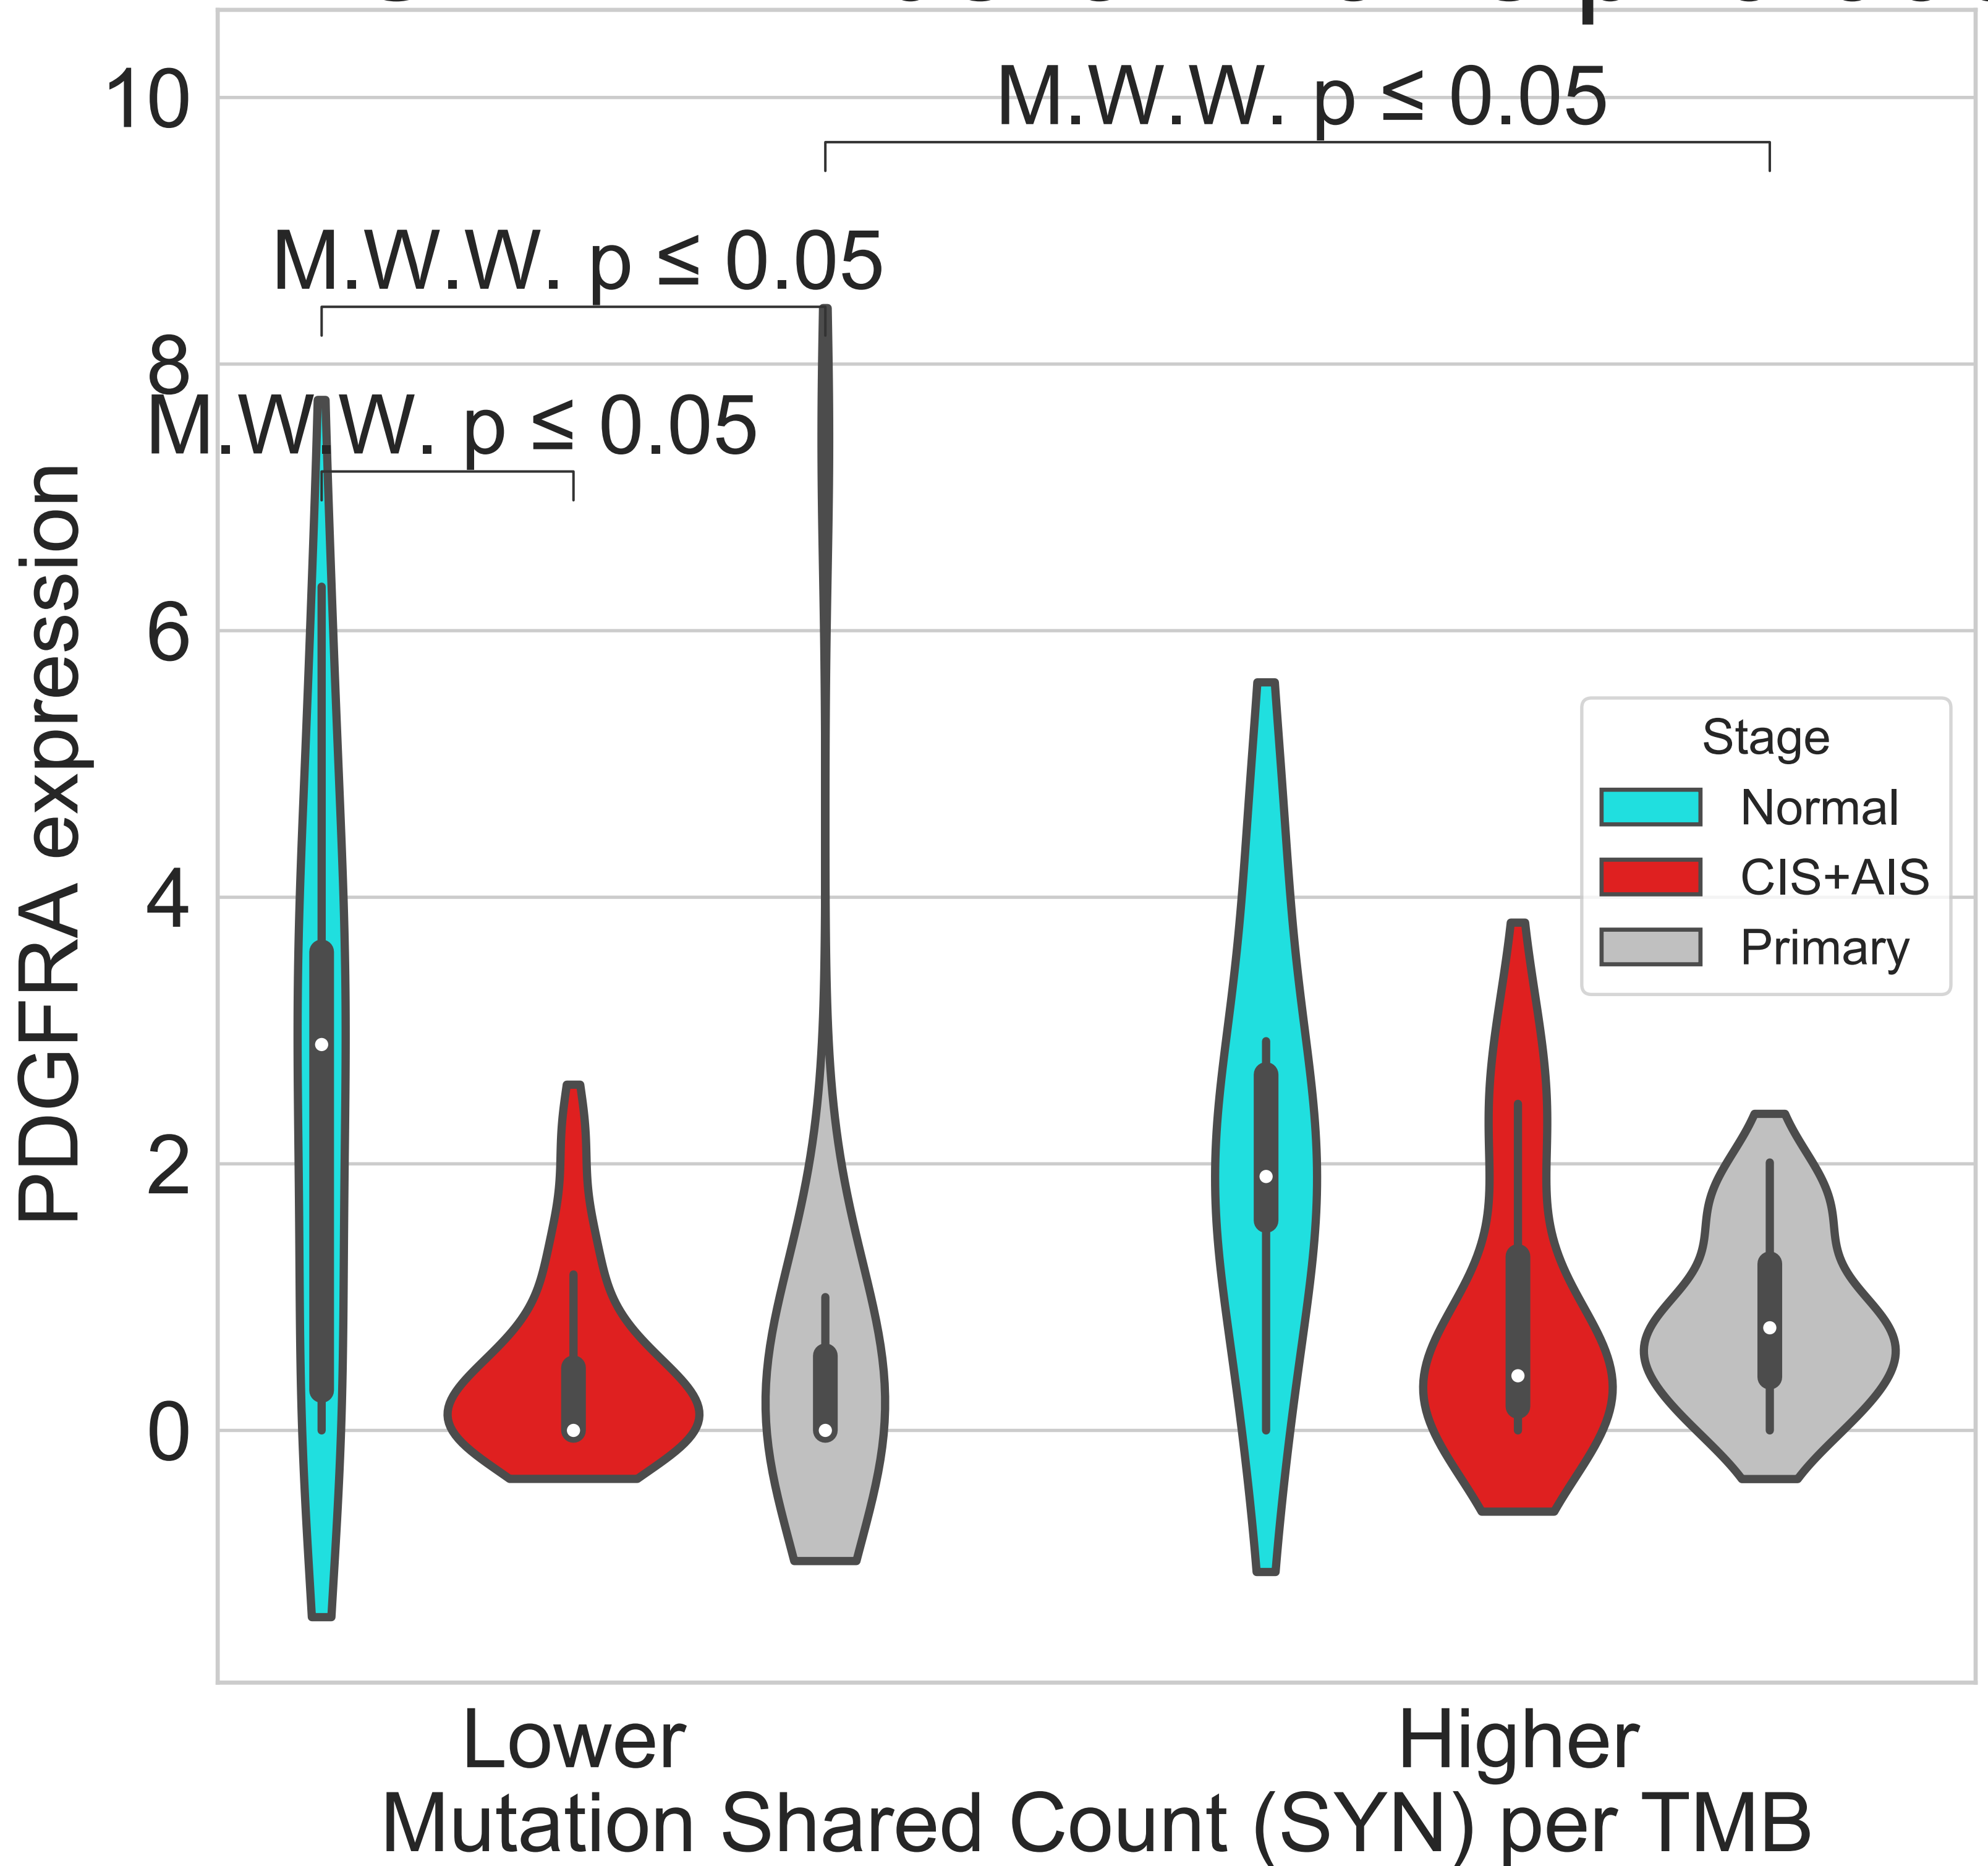 10
M.W.W. p ≤ 0.05
M.W.W. p ≤ 0.05
8
M.W.W. p ≤ 0.05
6
4
2
0
PDGFRA expression
Stage
Normal
CIS+AIS
Primary
Lower
Higher
Mutation Shared Count (SYN) per TMB